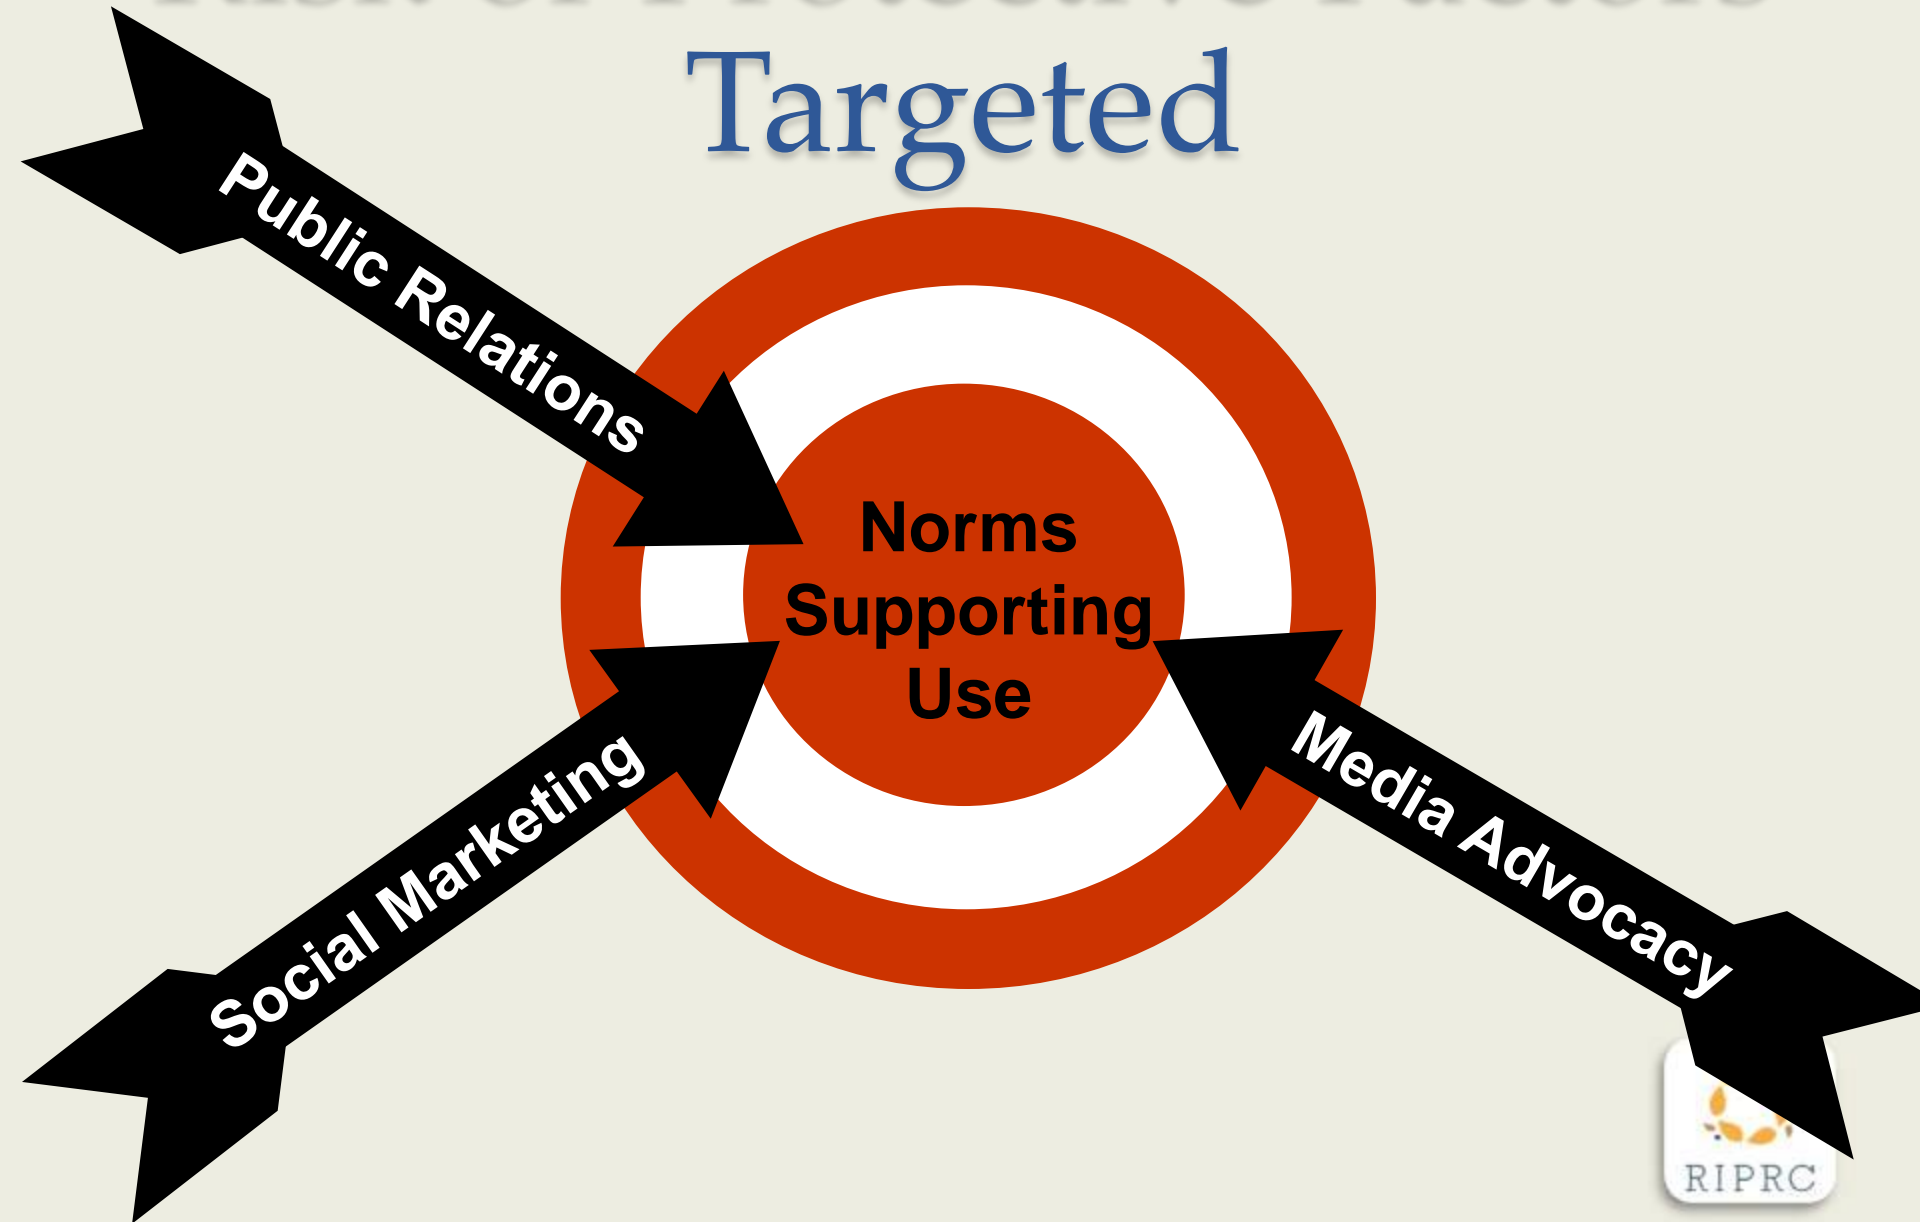 Targeted
Public Relations
Norms
Supporting
Use
Social Marketing
Media Advocacy
RIPRC